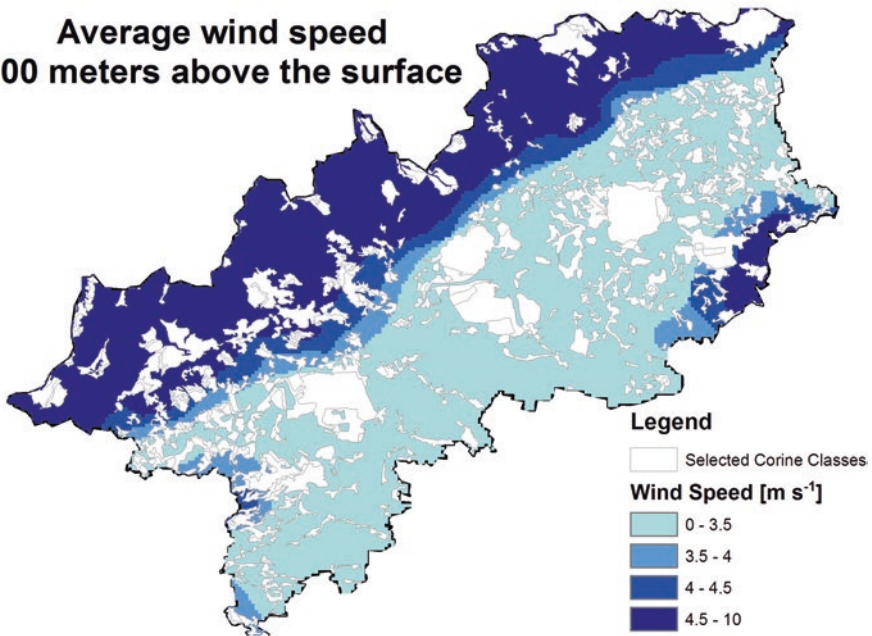 Average wind speed
00 meters above the surface
Legend
Selected Corine Classes
Wind Speed [m s⁻¹]
0 - 3.5
3.5 - 4
4 - 4.5
4.5 - 10